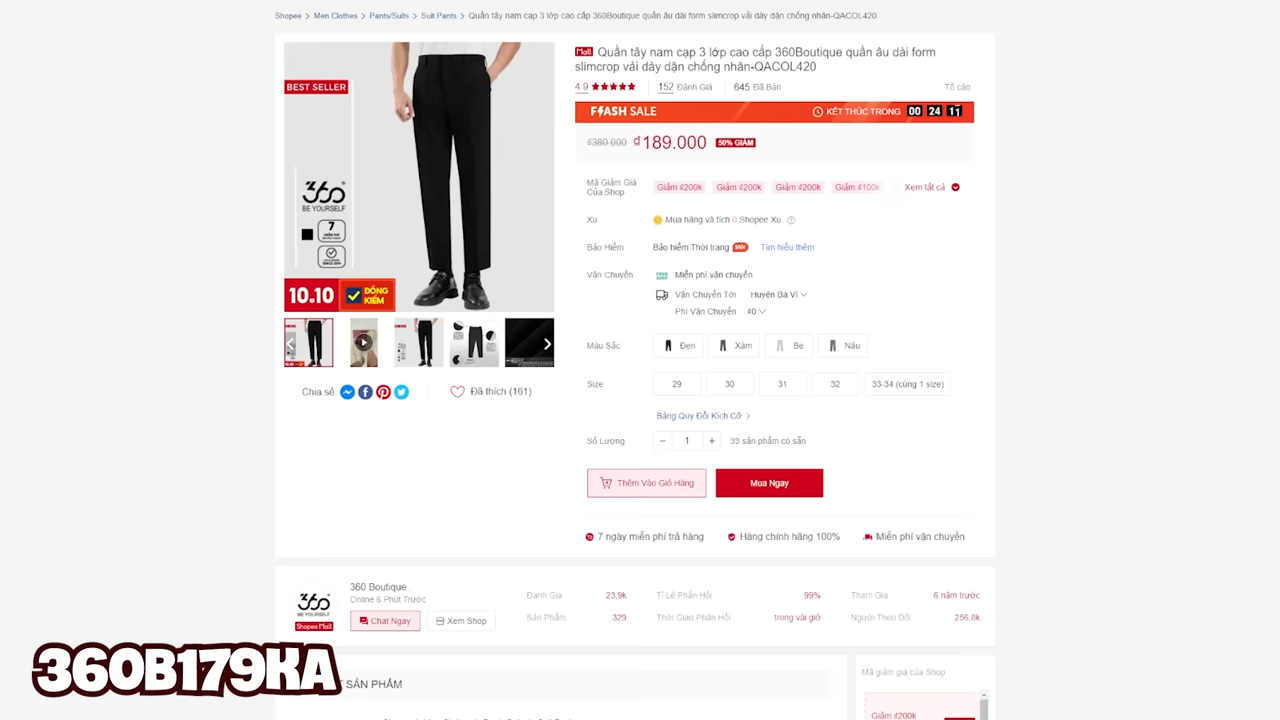 Shopee > Men Clothes > Pants/Suits > Suit Pants > Quần tây nam cạp 3 lớp cao cấp 360Boutique quần âu dài form slimcrop vải dày dặn chống nhăn-QACOL420
BEST SELLER
360
BE YOURSELF
7
10.10
ĐỒNG KIỂM
Chia sẻ
Đã thích (161)
Mall Quần tây nam cạp 3 lớp cao cấp 360Boutique quần âu dài form
slimcrop vải dày dặn chống nhăn-QACOL420
4.9 152 Đánh Giá 645 Đã Bán Tố cáo
FLASH SALE KẾT THÚC TRONG 00 24 11
₫380.000 ₫189.000 50% GIẢM
Mã Giảm Giá
Của Shop
Giảm ₫200k Giảm ₫200k Giảm ₫200k Giảm ₫100k Xem tất cả
Xu Mua hàng và tích 0 Shopee Xu
Bảo Hiểm Bảo hiểm Thời trang Mới Tìm hiểu thêm
Vận Chuyển Miễn phí vận chuyển
Vận Chuyển Tới Huyện Ba Vì
Phí Vận Chuyển ₫0
Màu Sắc Đen Xám Be Nâu
Size 29 30 31 32 33-34 (cùng 1 size)
Bảng Quy Đổi Kích Cỡ >
Số Lượng − 1 + 33 sản phẩm có sẵn
Thêm Vào Giỏ Hàng Mua Ngay
7 ngày miễn phí trả hàng Hàng chính hãng 100% Miễn phí vận chuyển
360
BE YOURSELF
Shopee Mall
360 Boutique
Online 6 Phút Trước
Chat Ngay Xem Shop
Đánh Giá 23,9k Tỉ Lệ Phản Hồi 99% Tham Gia 6 năm trước
Sản Phẩm 329 Thời Gian Phản Hồi trong vài giờ Người Theo Dõi 256,8k
360B179KA
SẢN PHẨM
Mã giảm giá của Shop
Giảm ₫200k